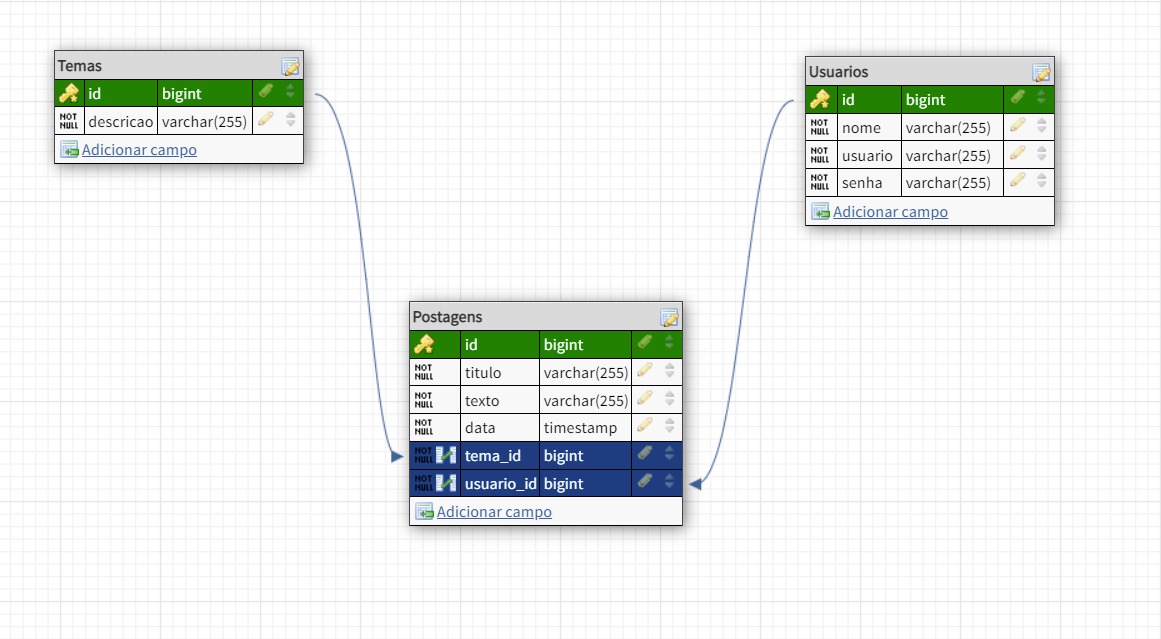 Temas
id bigint
NOT NULL descricao varchar(255)
Adicionar campo
Usuarios
id bigint
NOT NULL nome varchar(255)
NOT NULL usuario varchar(255)
NOT NULL senha varchar(255)
Adicionar campo
Postagens
id bigint
NOT NULL titulo varchar(255)
NOT NULL texto varchar(255)
NOT NULL data timestamp
NOT NULL tema_id bigint
NOT NULL usuario_id bigint
Adicionar campo